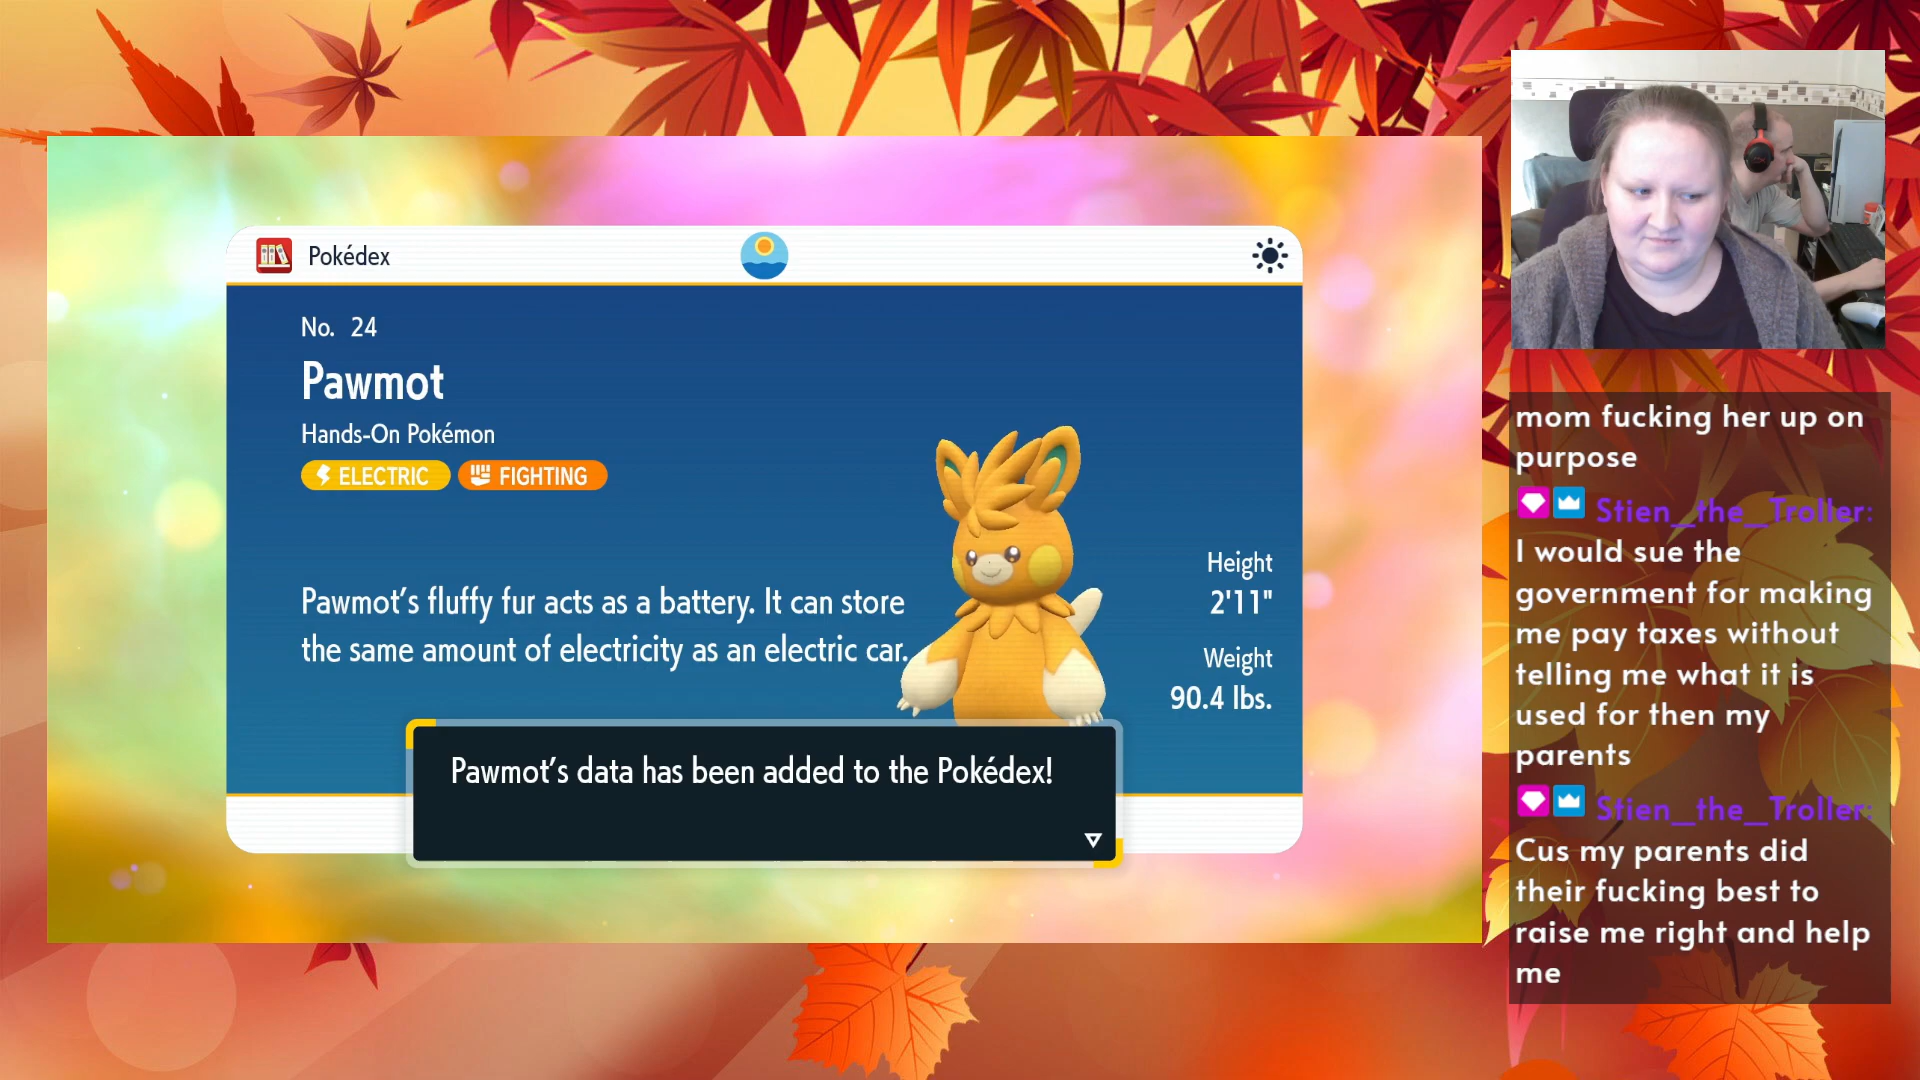 Pokédex
No. 24
Pawmot
Hands-On Pokémon
ELECTRIC FIGHTING
Pawmot's fluffy fur acts as a battery. It can store
the same amount of electricity as an electric car.
Height
2'11"
Weight
90.4 lbs.
Pawmot's data has been added to the Pokédex!
mom fucking her up on
purpose
Stien_the_Troller:
I would sue the
government for making
me pay taxes without
telling me what it is
used for then my
parents
Stien_the_Troller:
Cus my parents did
their fucking best to
raise me right and help
me